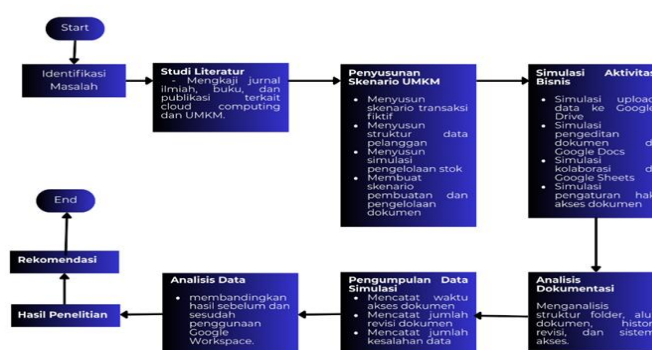 Start
Identifikasi
Masalah
Studi Literatur
- Mengkaji jurnal
ilmiah, buku, dan
publikasi terkait
cloud computing
dan UMKM.
Penyusunan
Skenario UMKM
• Menyusun
skenario transaksi
fiktif
• Menyusun
struktur data
pelanggan
• Menyusun
simulasi
pengelolaan stok
• Membuat
skenario
pembuatan dan
pengelolaan
dokumen
Simulasi Aktivitas
Bisnis
• Simulasi upload
data ke Google
Drive
• Simulasi
pengeditan
dokumen d
Google Docs
• Simulasi
kolaborasi d
Google Sheets
• Simulasi
pengaturan hak
akses dokumen
Analisis
Dokumentasi
Menganalisis
struktur folder, alu
dokumen, histor
revisi, dan sistem
akses.
Pengumpulan Data
Simulasi
• Mencatat waktu
akses dokumen
• Mencatat jumlah
revisi dokumen
• Mencatat jumlah
kesalahan data
Analisis Data
• membandingkan
hasil sebelum dan
sesudah
penggunaan
Google
Workspace.
Hasil Penelitian
Rekomendasi
End